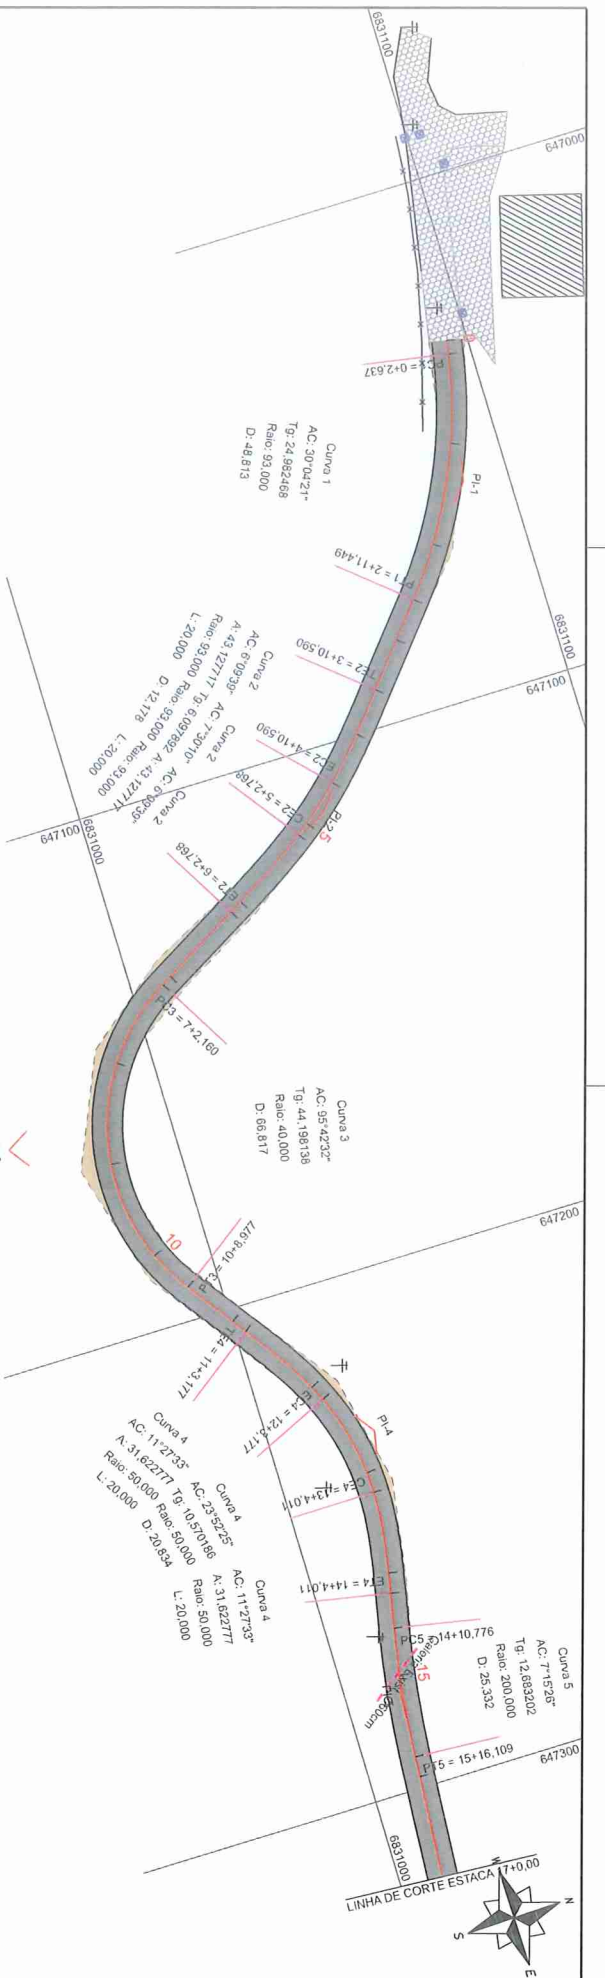 6831100
647000
PC1 = 0+2,637
0
Curva 1
AC: 30°04'21"
Tg: 24,982468
Raio: 93,000
D: 48,813
PI-1
PT1 = 2+11,449
6831100
647100
TE2 = 3+10,590
EC2 = 4+10,590
CE2 = 5+2,768
PI-2
5
ET2 = 6+2,768
Curva 2
AC: 6°09'39"
A: 43,127717
Raio: 93,000
L: 20,000
Curva 2
AC: 7°30'10"
Tg: 6,097892
Raio: 93,000
D: 12,178
Curva 2
AC: 6°09'39"
A: 43,127717
Raio: 93,000
L: 20,000
647100
6831000
PC3 = 7+2,160
Curva 3
AC: 95°42'32"
Tg: 44,198138
Raio: 40,000
D: 66,817
647200
10
PT3 = 10+8,977
TE4 = 11+3,177
EC4 = 12+3,177
PI-4
CE4 = 13+4,011
ET4 = 14+4,011
Curva 4
AC: 11°27'33"
A: 31,622777
Raio: 50,000
L: 20,000
Curva 4
AC: 23°52'25"
Tg: 10,570186
Raio: 50,000
D: 20,834
Curva 4
AC: 11°27'33"
A: 31,622777
Raio: 50,000
L: 20,000
PC5 = 14+10,776
15
Curva 5
AC: 7°15'26"
Tg: 12,683202
Raio: 200,000
D: 25,332
PT5 = 15+16,109
647300
6831000
LINHA DE CORTE ESTACA 17+0,00
N
S
E
W